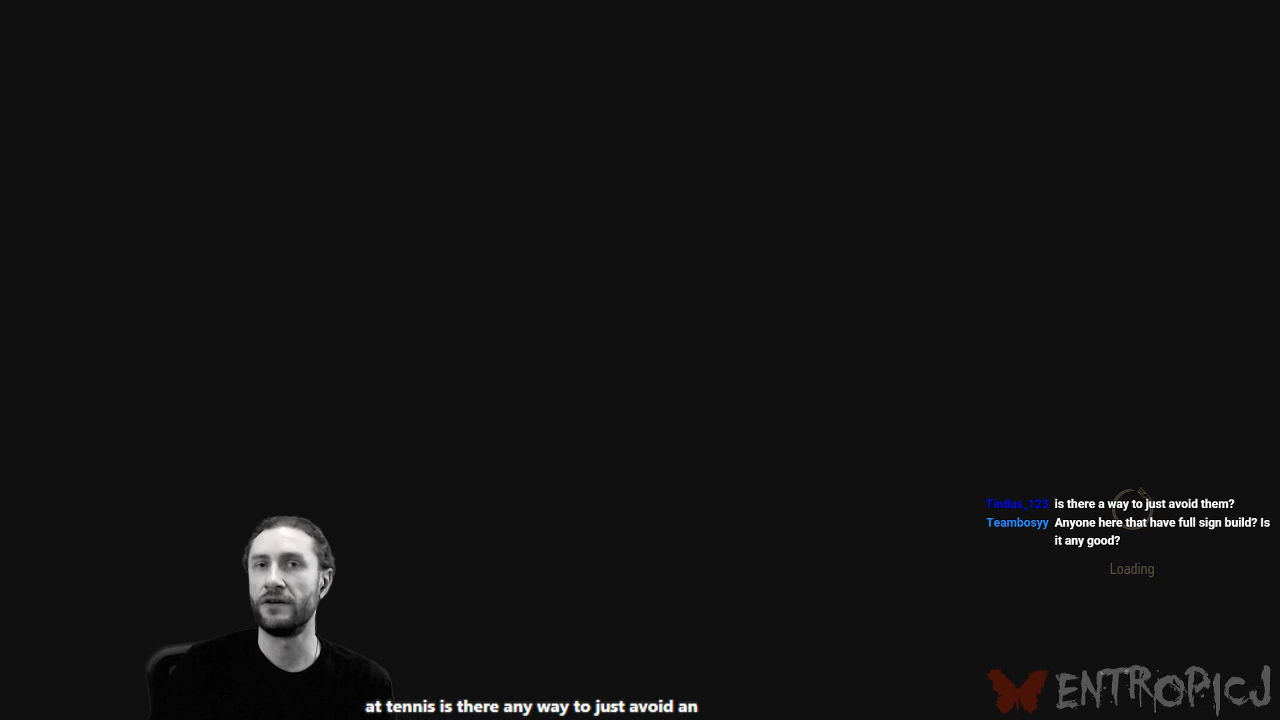 Tindus_123 is there a way to just avoid them?
Teambosyy Anyone here that have full sign build? Is
it any good?
Loading
ENTROPICJ
at tennis is there any way to just avoid an